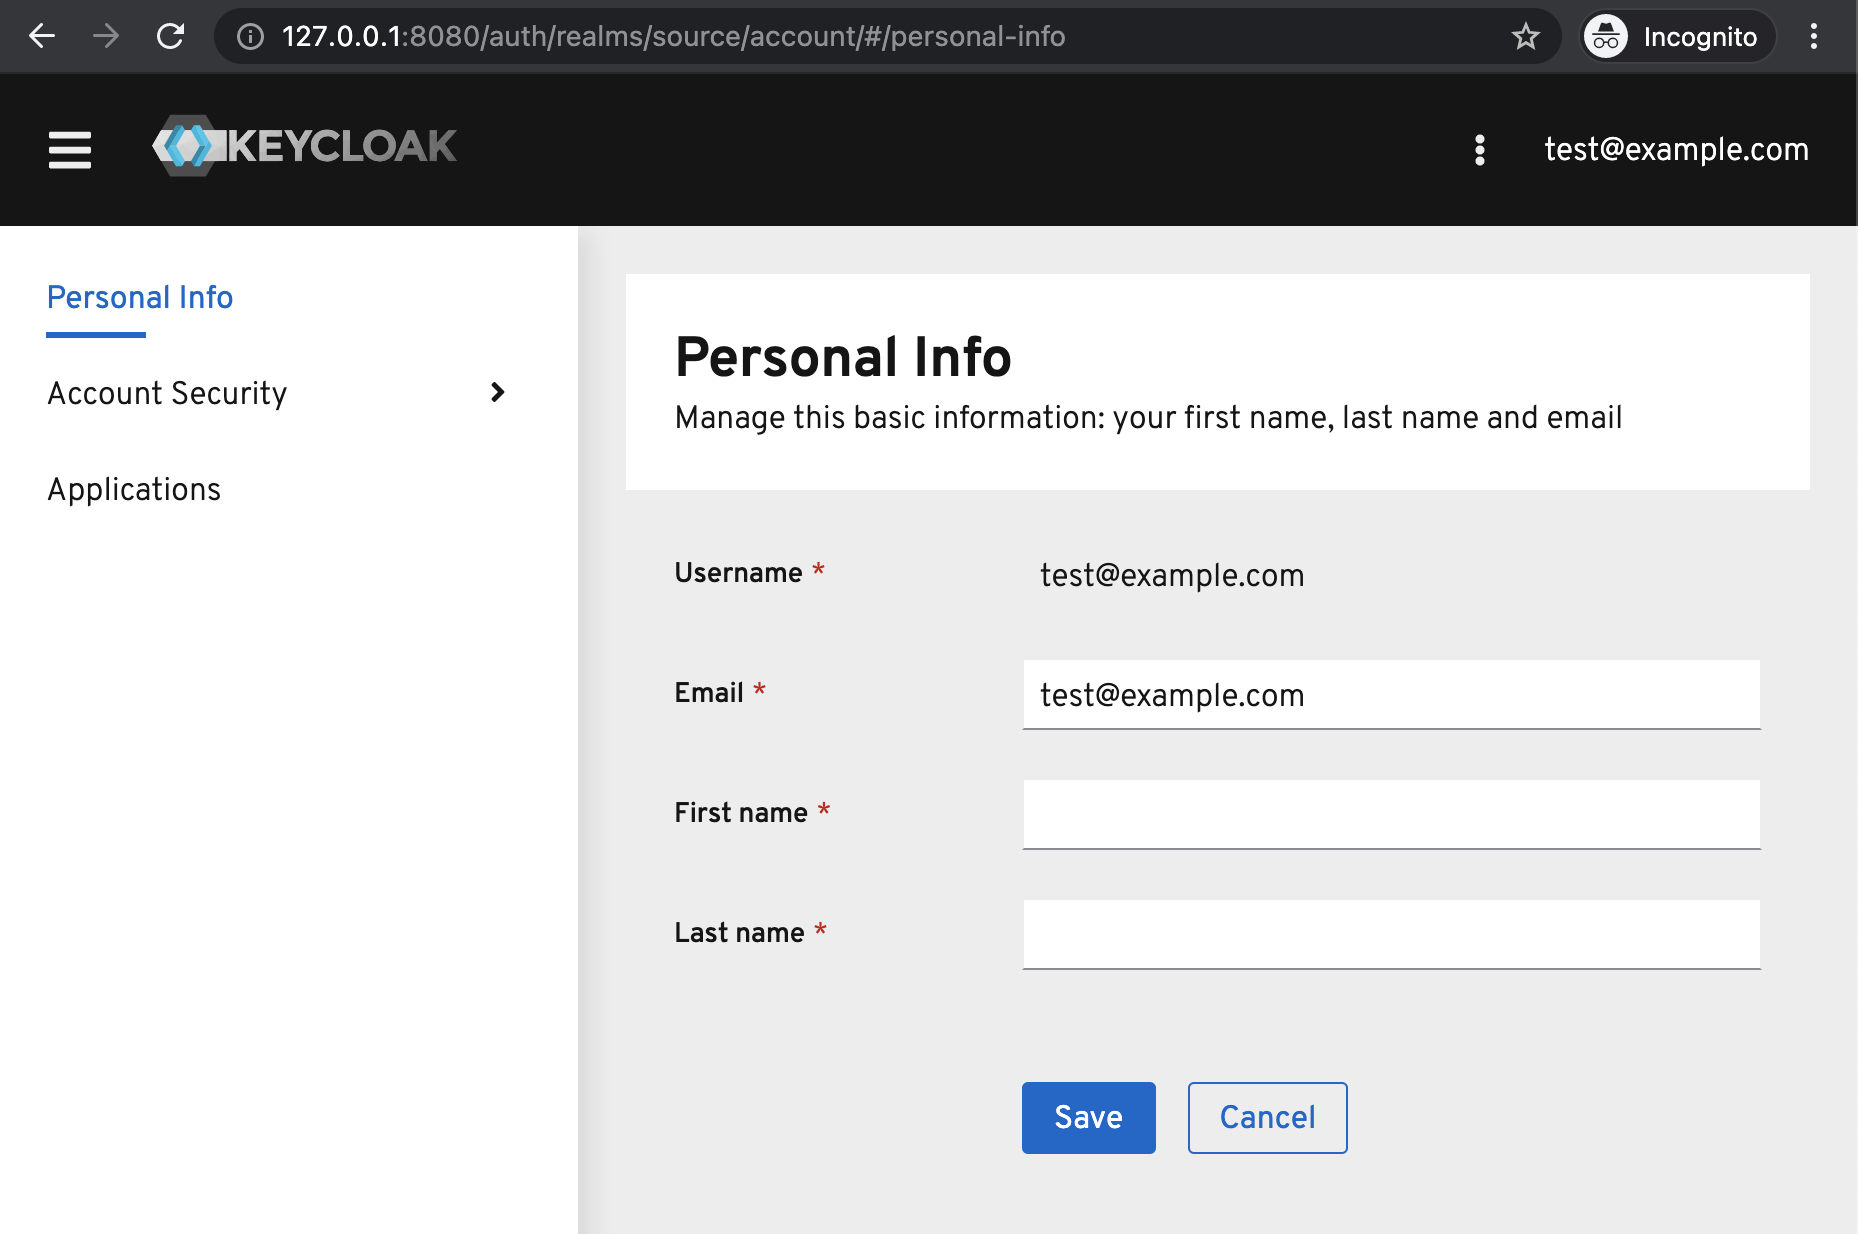 127.0.0.1:8080/auth/realms/source/account/#/personal-info
Incognito
KEYCLOAK
test@example.com
Personal Info
Account Security
Applications
Personal Info
Manage this basic information: your first name, last name and email
Username *
test@example.com
Email *
test@example.com
First name *
Last name *
Save
Cancel